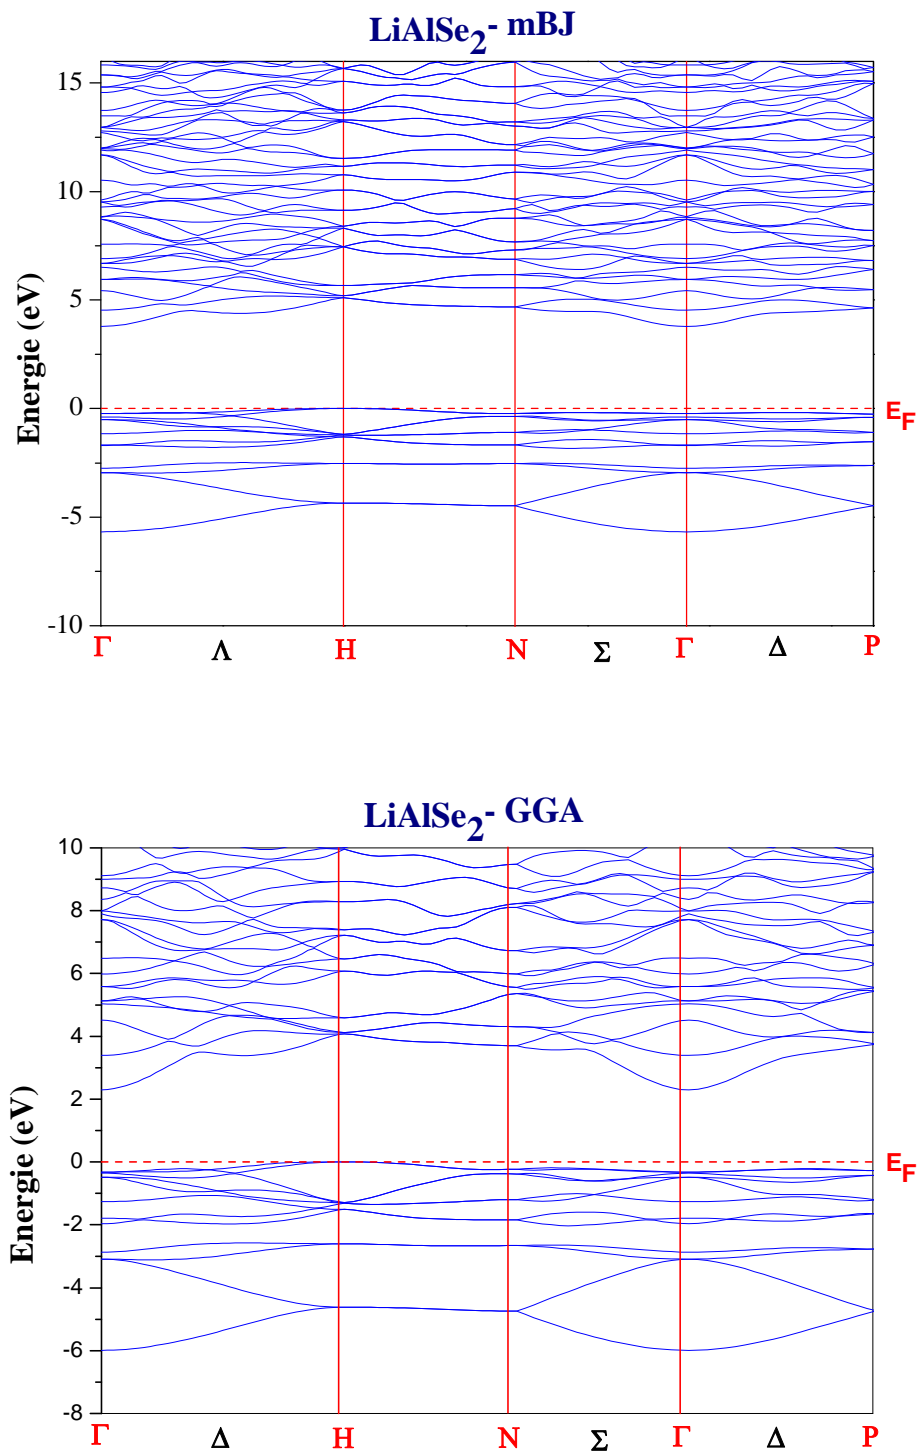 LiAlSe2- mBJ
15
10
5
0
-5
-10
Energie (eV)
EF
Γ Λ H N Σ Γ Δ P
LiAlSe2- GGA
10
8
6
4
2
0
-2
-4
-6
-8
Energie (eV)
EF
Γ Δ H N Σ Γ Δ P